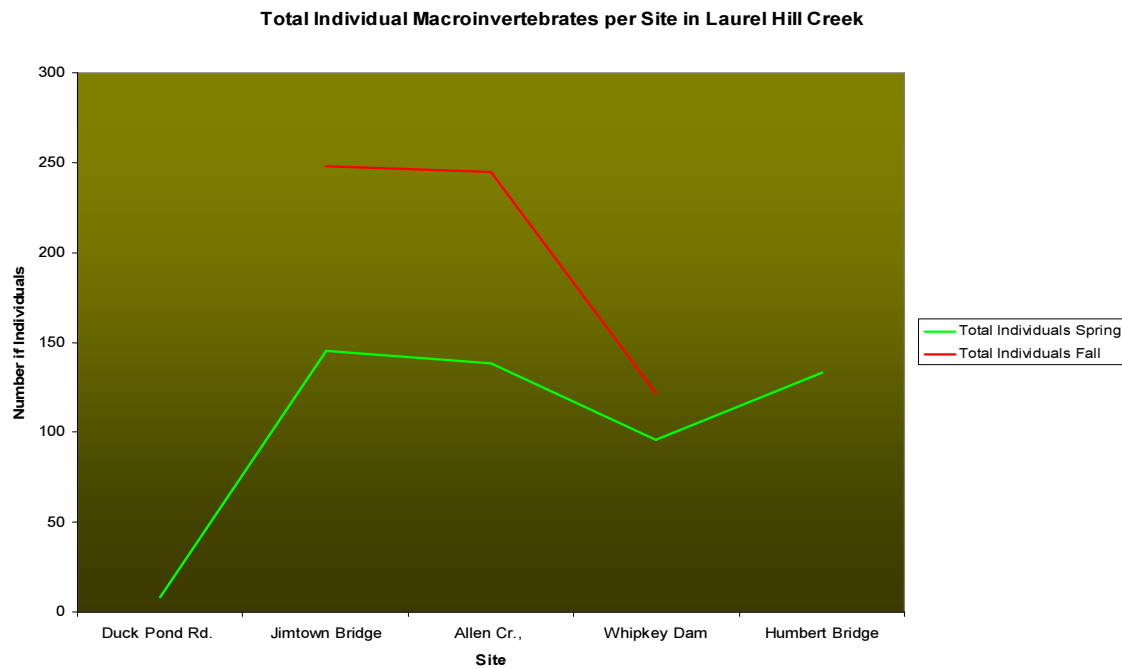 Total Individual Macroinvertebrates per Site in Laurel Hill Creek
300
250
200
150
100
50
0
Number if Individuals
Duck Pond Rd.
Jimtown Bridge
Allen Cr.,
Whipkey Dam
Humbert Bridge
Site
Total Individuals Spring
Total Individuals Fall